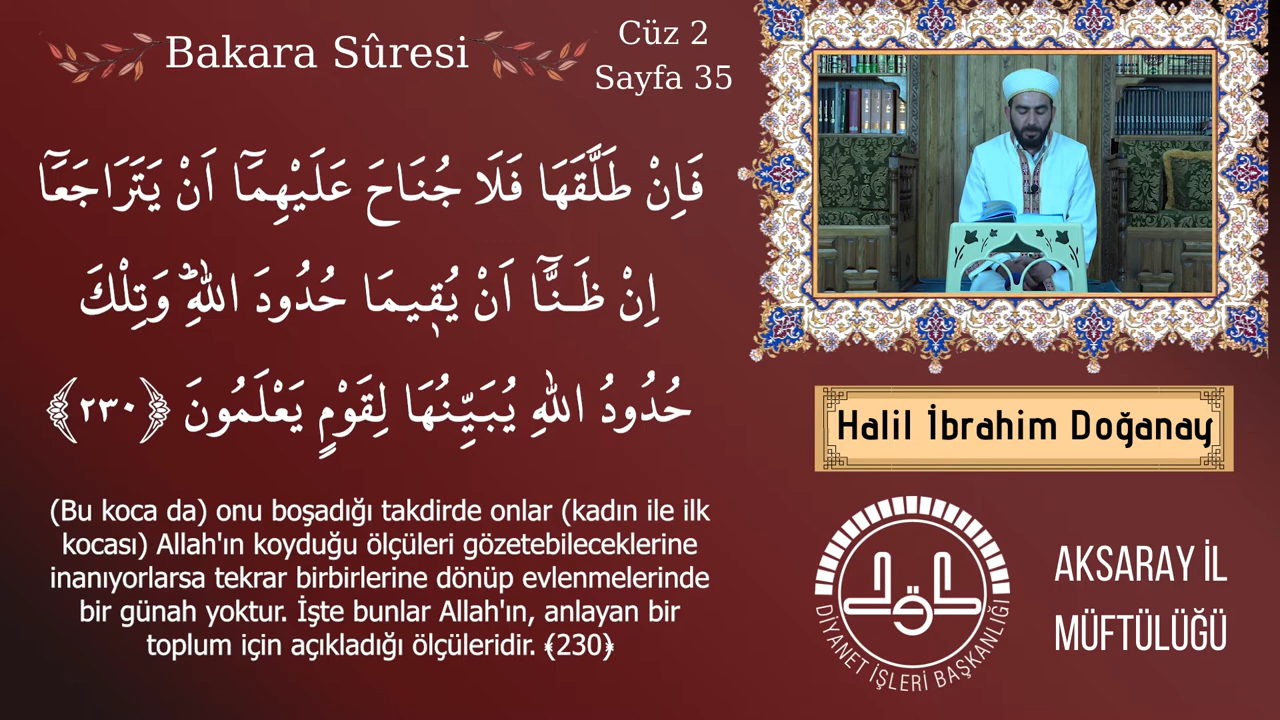 Bakara Sûresi
Cüz 2
Sayfa 35
فَاِنْ طَلَّقَهَا فَلَا جُنَاحَ عَلَيْهِمَٓا اَنْ يَتَرَاجَعَٓا
اِنْ ظَنَّٓا اَنْ يُق۪يمَا حُدُودَ اللّٰهِۜ وَتِلْكَ
حُدُودُ اللّٰهِ يُبَيِّنُهَا لِقَوْمٍ يَعْلَمُونَ ﴿٢٣٠﴾
(Bu koca da) onu boşadığı takdirde onlar (kadın ile ilk
kocası) Allah'ın koyduğu ölçüleri gözetebileceklerine
inanıyorlarsa tekrar birbirlerine dönüp evlenmelerinde
bir günah yoktur. İşte bunlar Allah'ın, anlayan bir
toplum için açıkladığı ölçüleridir. ﴾230﴿
Halil İbrahim Doğanay
DİYANET İŞLERİ BAŞKANLIĞI
AKSARAY İL
MÜFTÜLÜĞÜ